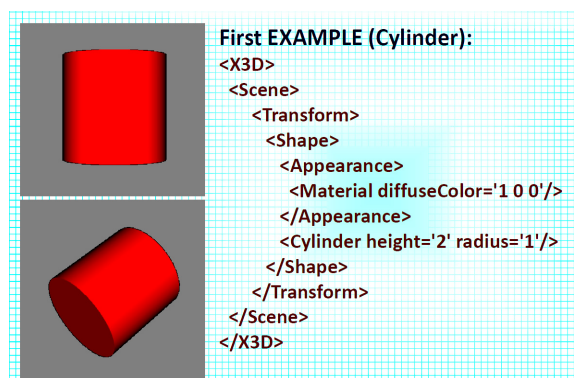 First EXAMPLE (Cylinder):
<X3D>
<Scene>
<Transform>
<Shape>
<Appearance>
<Material diffuseColor='1 0 0'/>
</Appearance>
<Cylinder height='2' radius='1'/>
</Shape>
</Transform>
</Scene>
</X3D>